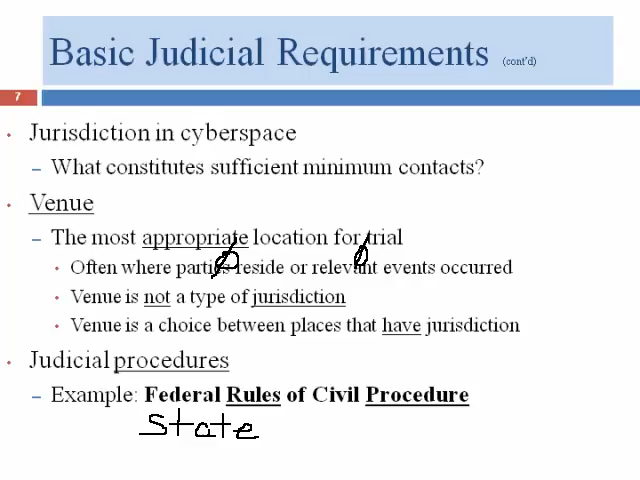 Basic Judicial Requirements (cont'd)
7
• Jurisdiction in cyberspace
– What constitutes sufficient minimum contacts?
• Venue
– The most appropriate location for trial
• Often where parties reside or relevant events occurred
• Venue is not a type of jurisdiction
• Venue is a choice between places that have jurisdiction
• Judicial procedures
– Example: Federal Rules of Civil Procedure
State